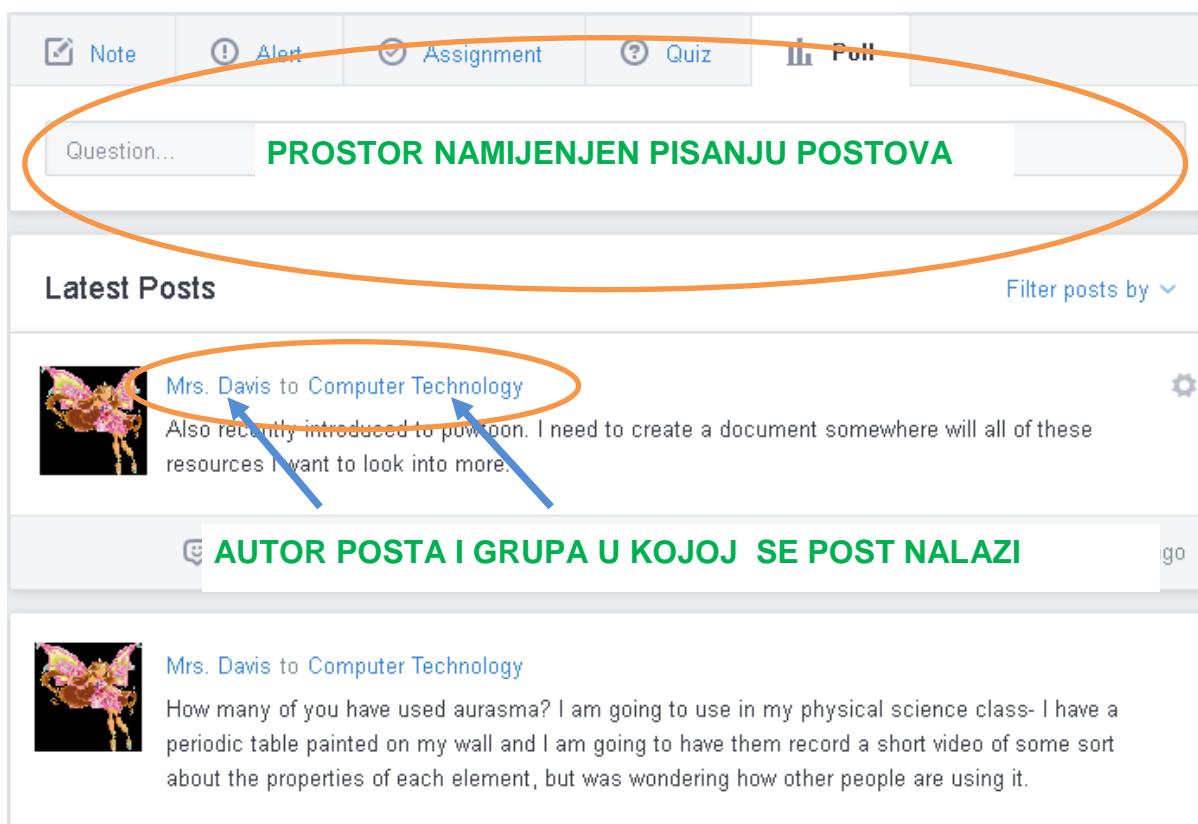 Note Alert Assignment Quiz Poll
Question... PROSTOR NAMIJENJEN PISANJU POSTOVA
Latest Posts Filter posts by
Mrs. Davis to Computer Technology
Also recently introduced to powtoon. I need to create a document somewhere will all of these
resources I want to look into more.
AUTOR POSTA I GRUPA U KOJOJ SE POST NALAZI
Mrs. Davis to Computer Technology
How many of you have used aurasma? I am going to use in my physical science class- I have a
periodic table painted on my wall and I am going to have them record a short video of some sort
about the properties of each element, but was wondering how other people are using it.